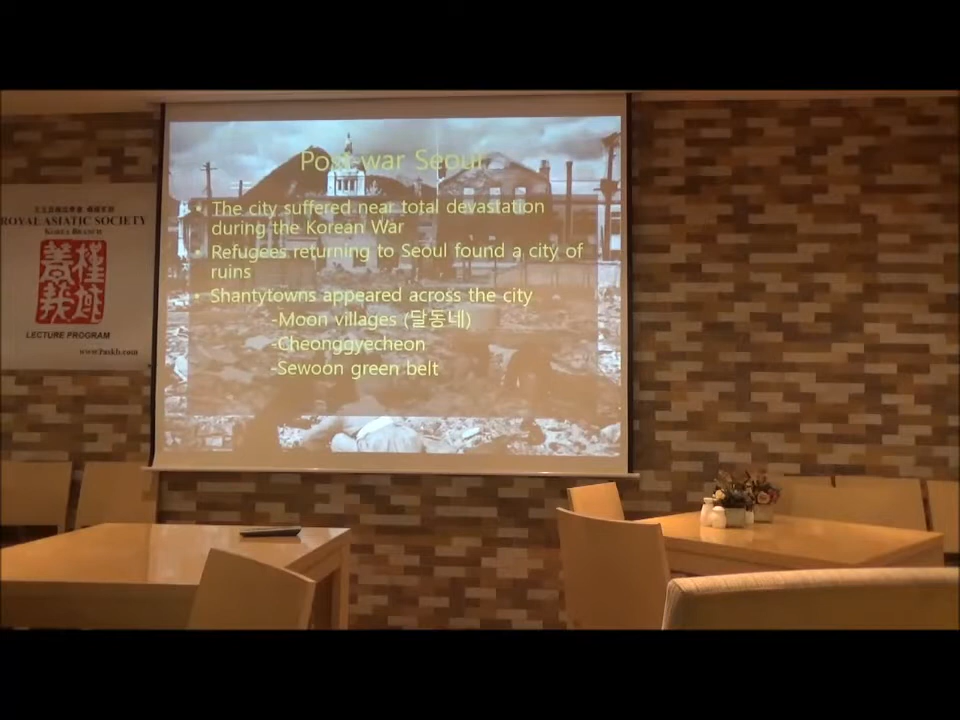 Post-war Seoul
• The city suffered near total devastation
during the Korean War
• Refugees returning to Seoul found a city of
ruins
• Shantytowns appeared across the city
-Moon villages (달동네)
-Cheonggyecheon
-Sewoon green belt
ROYAL ASIATIC SOCIETY
KOREA BRANCH
LECTURE PROGRAM
www.raskb.com